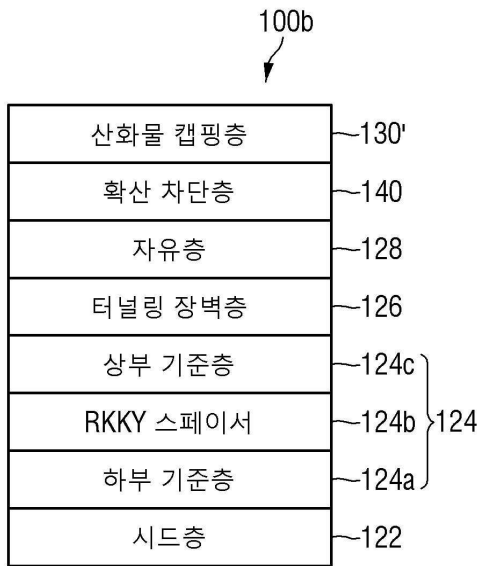 100b
산화물 캡핑층 130'
확산 차단층 140
자유층 128
터널링 장벽층 126
상부 기준층 124c
RKKY 스페이서 124b 124
하부 기준층 124a
시드층 122